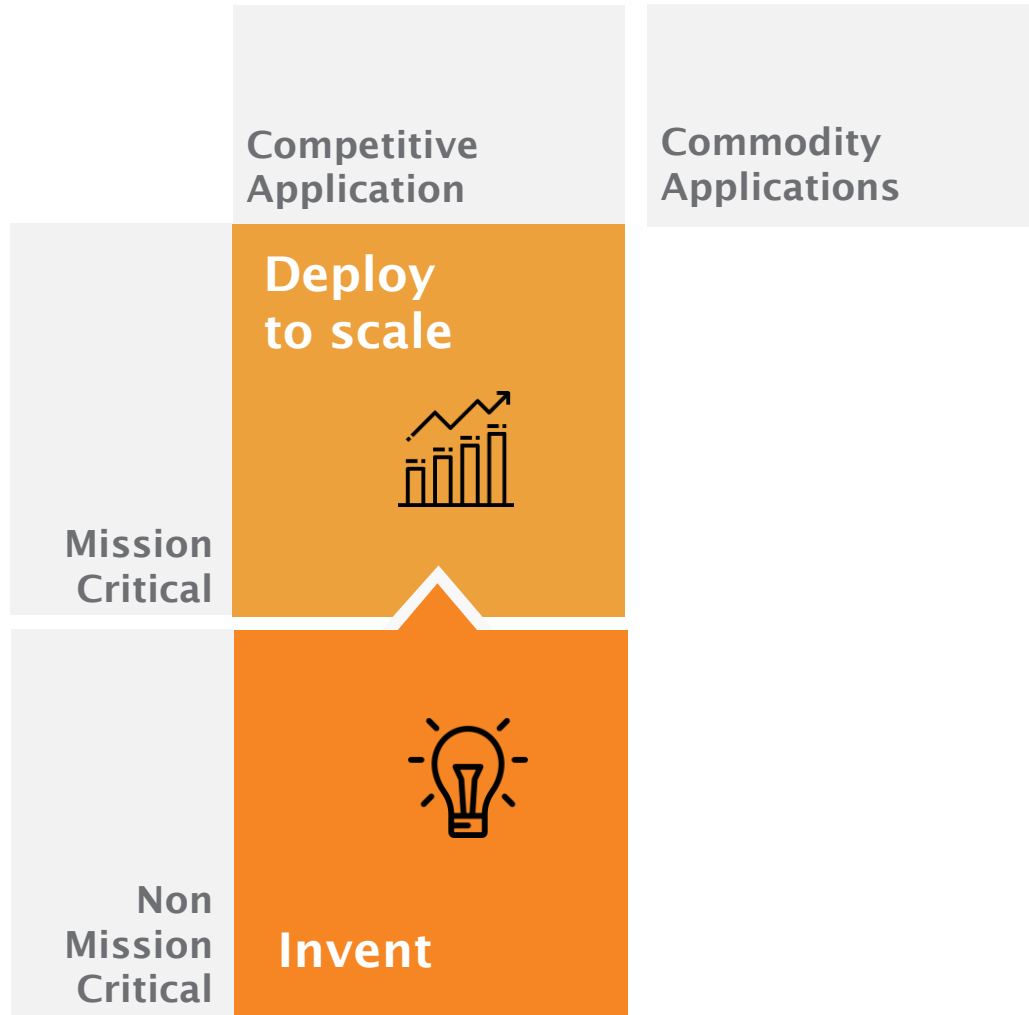 Competitive
Application
Commodity
Applications
Deploy
to scale
Mission
Critical
Non
Mission
Critical
Invent